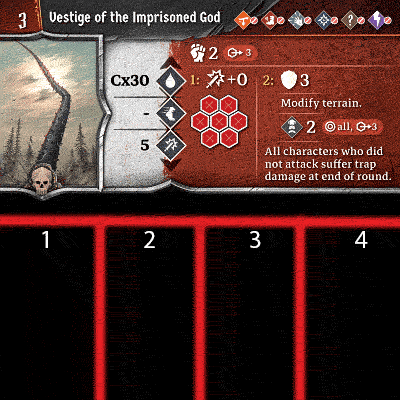 3 Vestige of the Imprisoned God
2 3
Cx30 1: +0 2: 3
Modify terrain.
-
2 all, 3
5
All characters who did
not attack suffer trap
damage at end of round.
1 2 3 4